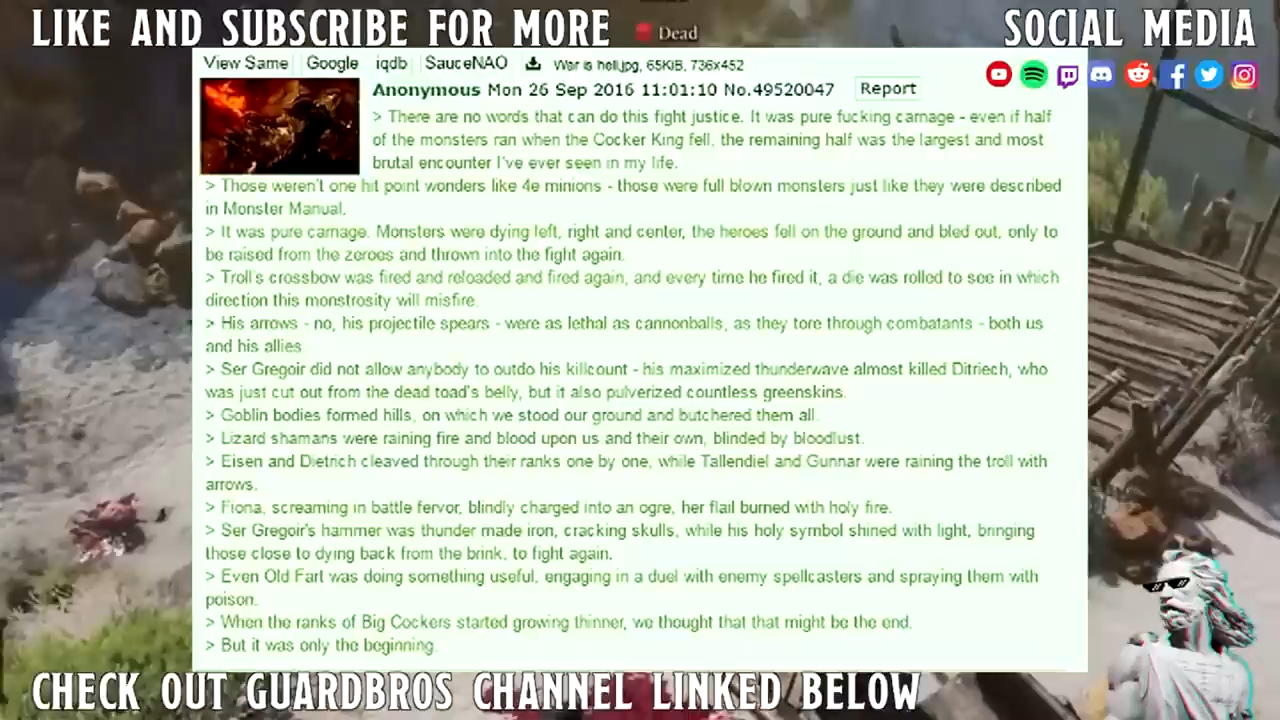 LIKE AND SUBSCRIBE FOR MORE
Dead
SOCIAL MEDIA
View Same Google iqdb SauceNAO War is hell.jpg, 65KiB, 736x452
Anonymous Mon 26 Sep 2016 11:01:10 No.49520047 Report
> There are no words that can do this fight justice. It was pure fucking carnage - even if half
of the monsters ran when the Cocker King fell, the remaining half was the largest and most
brutal encounter I've ever seen in my life.
> Those weren't one hit point wonders like 4e minions - those were full blown monsters just like they were described
in Monster Manual.
> It was pure carnage. Monsters were dying left, right and center, the heroes fell on the ground and bled out, only to
be raised from the zeroes and thrown into the fight again.
> Troll's crossbow was fired and reloaded and fired again, and every time he fired it, a die was rolled to see in which
direction this monstrosity will misfire.
> His arrows - no, his projectile spears - were as lethal as cannonballs, as they tore through combatants - both us
and his allies.
> Ser Gregoir did not allow anybody to outdo his killcount - his maximized thunderwave almost killed Ditriech, who
was just cut out from the dead toad's belly, but it also pulverized countless greenskins.
> Goblin bodies formed hills, on which we stood our ground and butchered them all.
> Lizard shamans were raining fire and blood upon us and their own, blinded by bloodlust.
> Eisen and Dietrich cleaved through their ranks one by one, while Tallendiel and Gunnar were raining the troll with
arrows.
> Fiona, screaming in battle fervor, blindly charged into an ogre, her flail burned with holy fire.
> Ser Gregoir's hammer was thunder made iron, cracking skulls, while his holy symbol shined with light, bringing
those close to dying back from the brink, to fight again.
> Even Old Fart was doing something useful, engaging in a duel with enemy spellcasters and spraying them with
poison.
> When the ranks of Big Cockers started growing thinner, we thought that that might be the end.
> But it was only the beginning.
CHECK OUT GUARDBROS CHANNEL LINKED BELOW